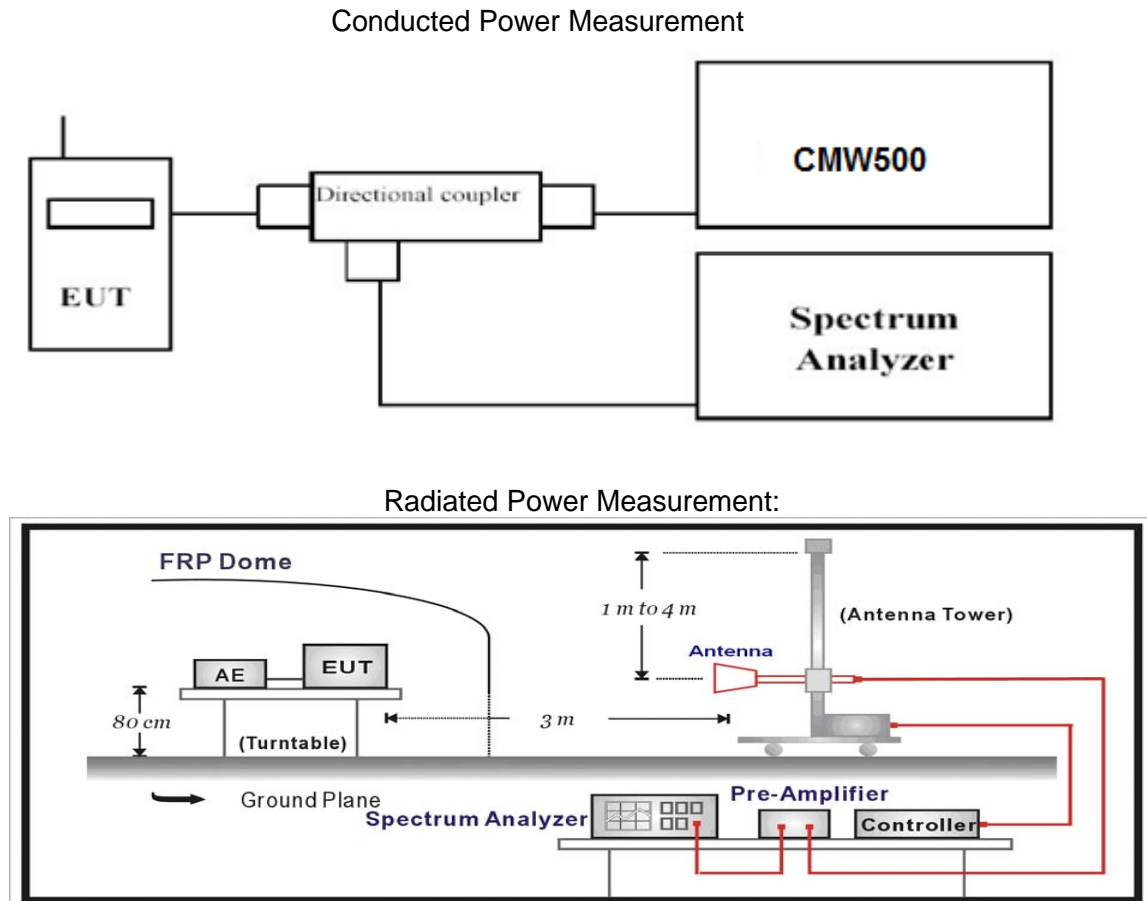 Conducted Power Measurement
CMW500
Directional coupler
EUT
Spectrum
Analyzer
Radiated Power Measurement:
FRP Dome
1 m to 4 m
(Antenna Tower)
Antenna
AE
EUT
80 cm
3 m
(Turntable)
Ground Plane
Pre-Amplifier
Spectrum Analyzer
Controller